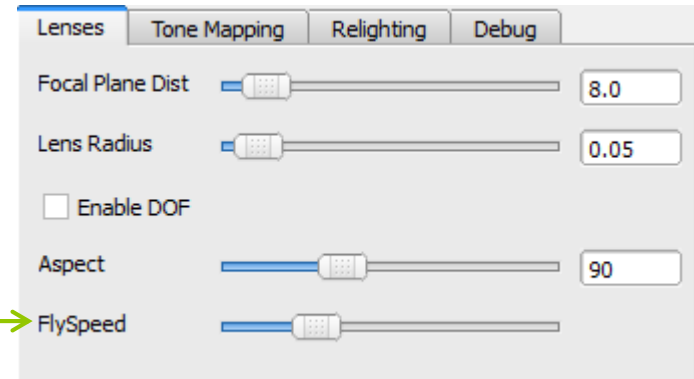 Lenses Tone Mapping Relighting Debug
Focal Plane Dist 8.0
Lens Radius 0.05
Enable DOF
Aspect 90
FlySpeed